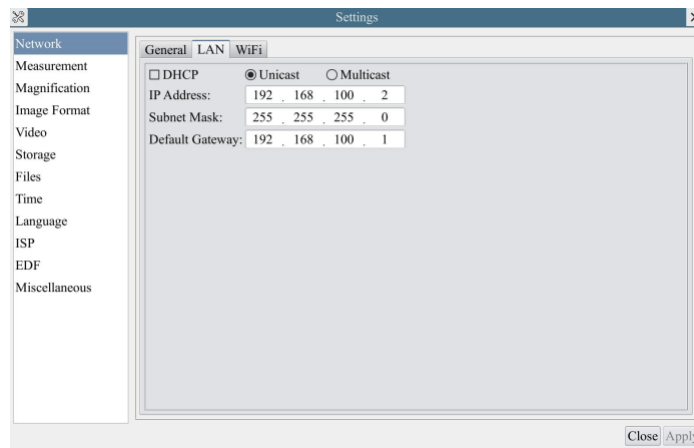 Settings
Network
Measurement
Magnification
Image Format
Video
Storage
Files
Time
Language
ISP
EDF
Miscellaneous
General LAN WiFi
DHCP Unicast Multicast
IP Address: 192 . 168 . 100 . 2
Subnet Mask: 255 . 255 . 255 . 0
Default Gateway: 192 . 168 . 100 . 1
Close Apply